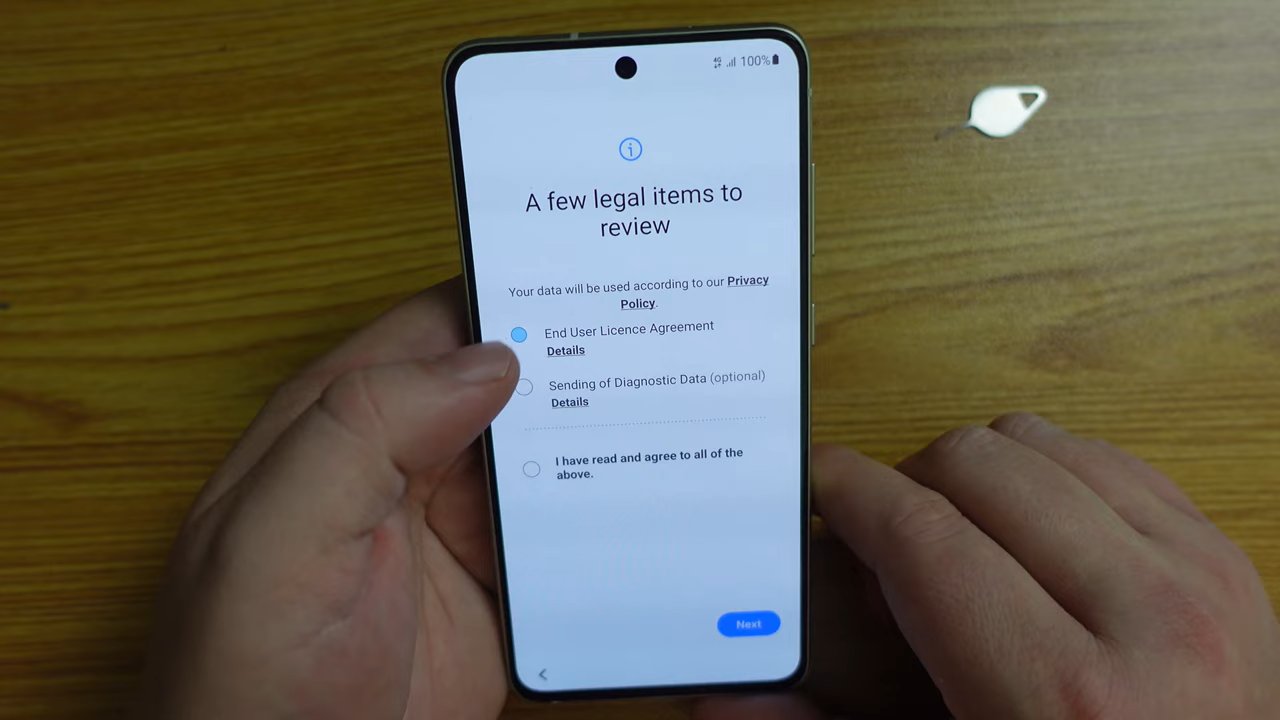 4G 100%
A few legal items to
review
Your data will be used according to our Privacy
Policy.
End User Licence Agreement
Details
Sending of Diagnostic Data (optional)
Details
I have read and agree to all of the
above.
Next